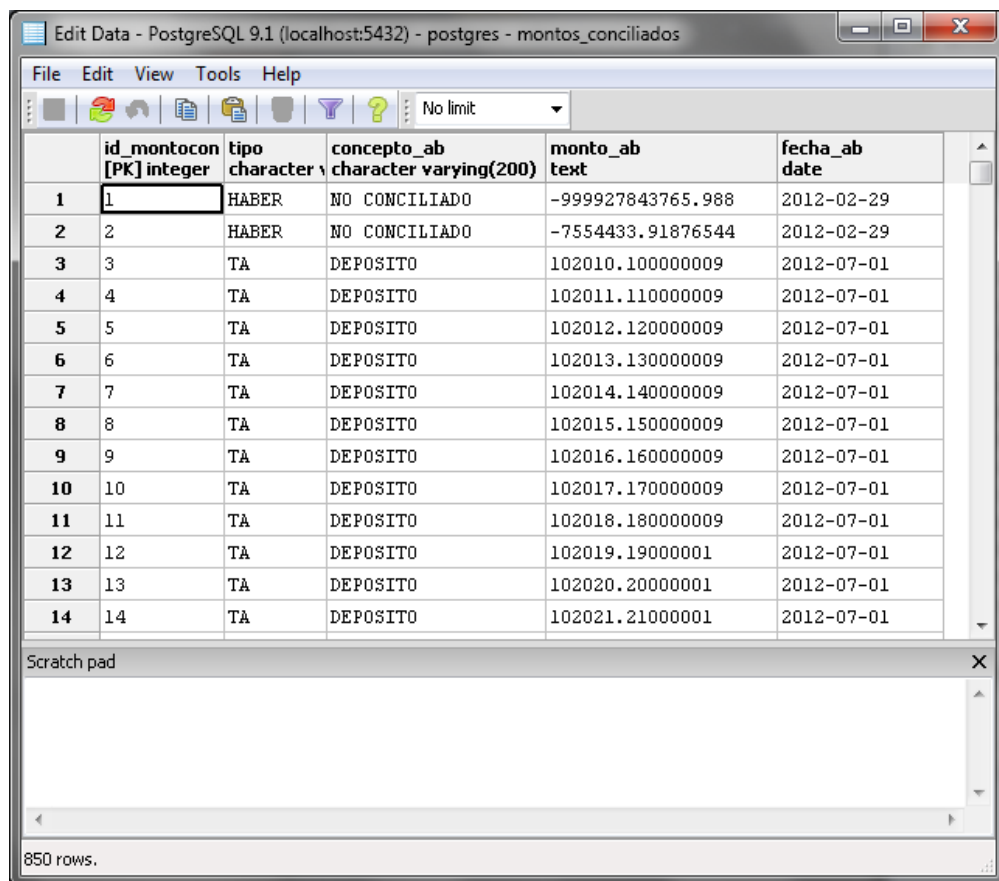 Edit Data - PostgreSQL 9.1 (localhost:5432) - postgres - montos_conciliados
File Edit View Tools Help
No limit
id_montocon tipo concepto_ab monto_ab fecha_ab
[PK] integer character v character varying(200) text date
1 1 HABER NO CONCILIADO -999927843765.988 2012-02-29
2 2 HABER NO CONCILIADO -7554433.91876544 2012-02-29
3 3 TA DEPOSITO 102010.100000009 2012-07-01
4 4 TA DEPOSITO 102011.110000009 2012-07-01
5 5 TA DEPOSITO 102012.120000009 2012-07-01
6 6 TA DEPOSITO 102013.130000009 2012-07-01
7 7 TA DEPOSITO 102014.140000009 2012-07-01
8 8 TA DEPOSITO 102015.150000009 2012-07-01
9 9 TA DEPOSITO 102016.160000009 2012-07-01
10 10 TA DEPOSITO 102017.170000009 2012-07-01
11 11 TA DEPOSITO 102018.180000009 2012-07-01
12 12 TA DEPOSITO 102019.19000001 2012-07-01
13 13 TA DEPOSITO 102020.20000001 2012-07-01
14 14 TA DEPOSITO 102021.21000001 2012-07-01
Scratch pad
850 rows.